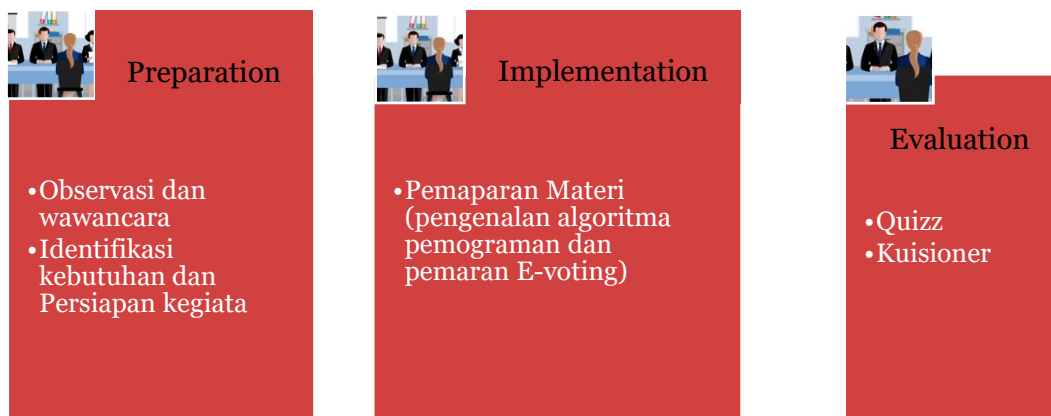 Preparation
•Observasi dan
wawancara
•Identifikasi
kebutuhan dan
Persiapan kegiata
Implementation
•Pemaparan Materi
(pengenalan algoritma
pemograman dan
pemaran E-voting)
Evaluation
•Quizz
•Kuisioner